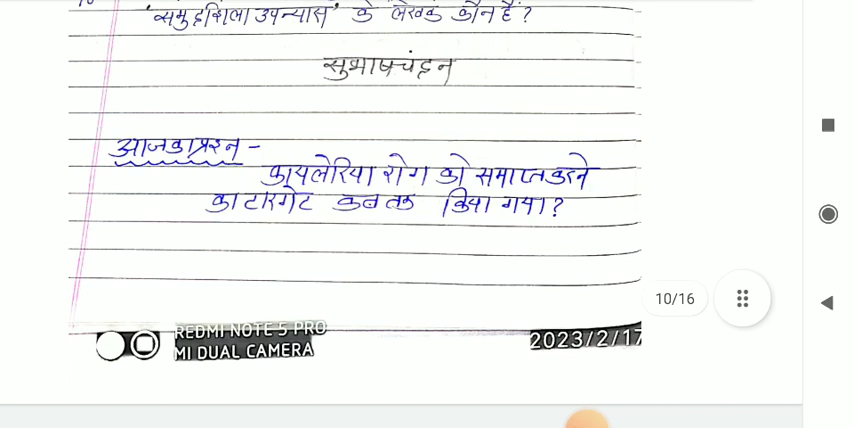 'समुद्रशिला उपन्यास' के लेखक कौन हैं?
सुभाषचंद्रन
आजका प्रश्न -
फायलेरिया रोग को समाप्त करने
का टारगेट कब तक किया गया?
10/16
REDMI NOTE 5 PRO
MI DUAL CAMERA
2023/2/17